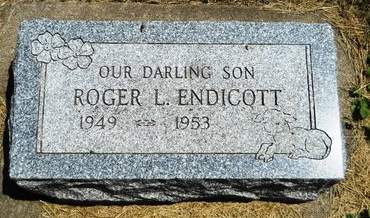 OUR DARLING SON
ROGER L. ENDICOTT
1949 1953